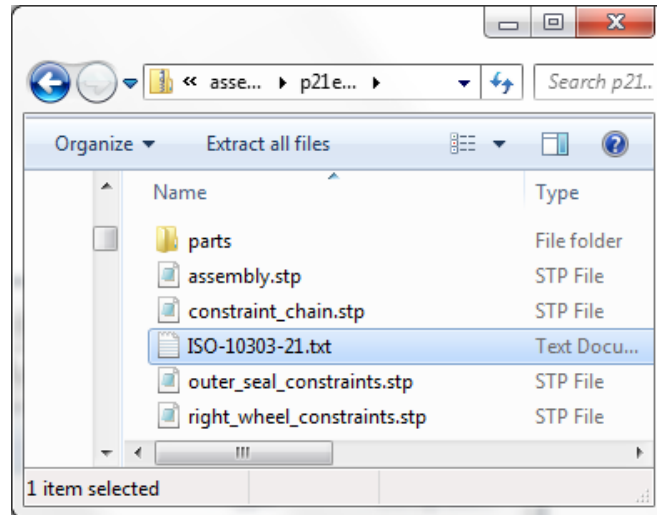 « asse... ▸ p21e... ▸ Search p21..
Organize Extract all files
Name Type
parts File folder
assembly.stp STP File
constraint_chain.stp STP File
ISO-10303-21.txt Text Docu...
outer_seal_constraints.stp STP File
right_wheel_constraints.stp STP File
1 item selected